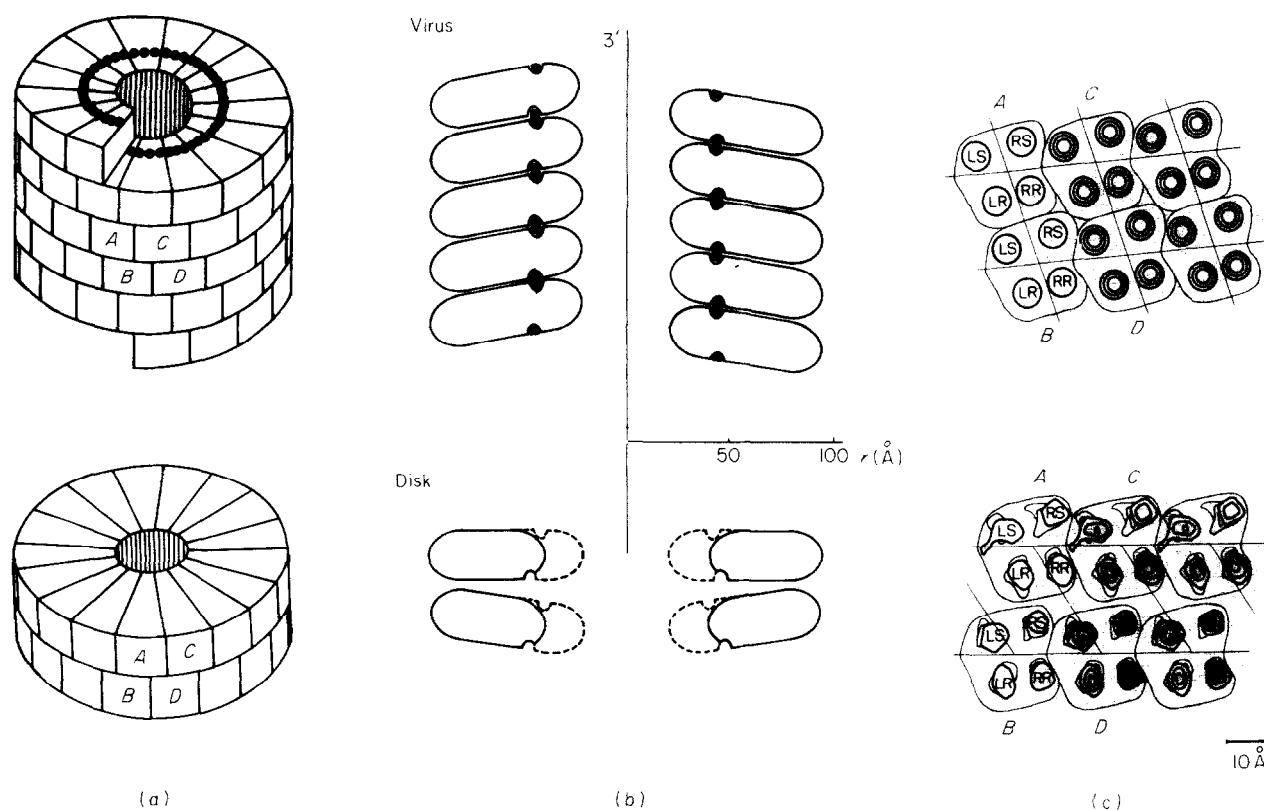 Virus
3'
A C
B D
50 100 r(Å)
A C
LS RS
LR RR
LS RS
LR RR
B D
Disk
A C
B D
A C
LS RS
LR RR
LS RS
LR RR
B D
10 Å
(a) (b) (c)